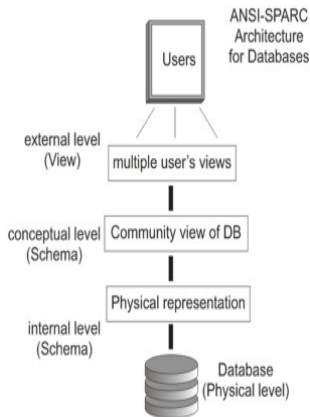 ANSI-SPARC
Architecture
for Databases
Users
external level
(View)
multiple user's views
conceptual level
(Schema)
Community view of DB
Physical representation
internal level
(Schema)
Database
(Physical level)